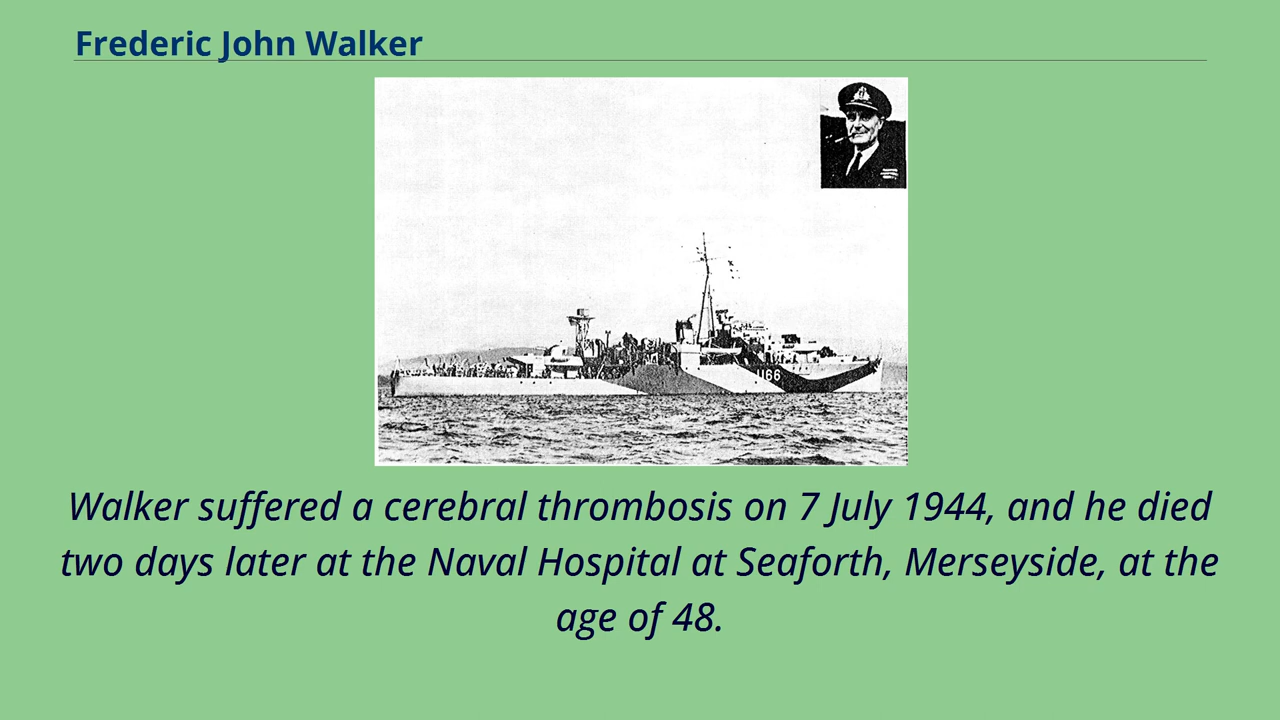 Frederic John Walker
U66
Walker suffered a cerebral thrombosis on 7 July 1944, and he died
two days later at the Naval Hospital at Seaforth, Merseyside, at the
age of 48.